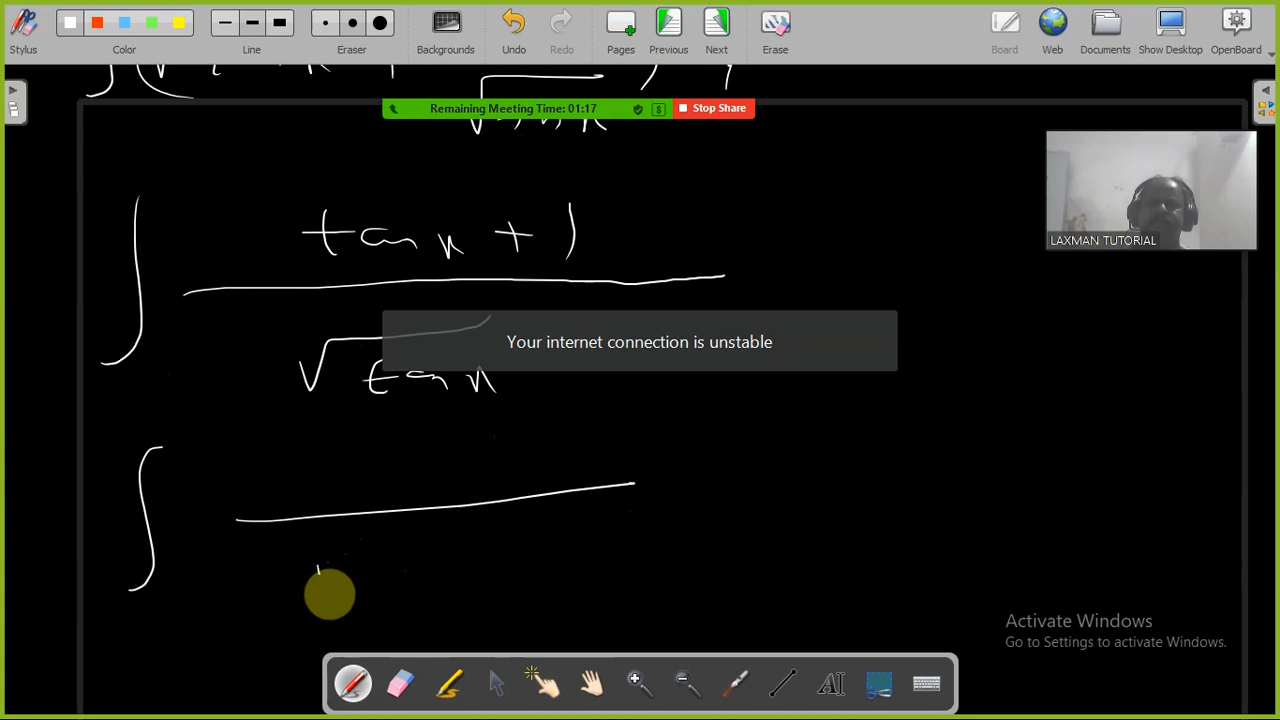 Stylus Color Line Eraser Backgrounds Undo Redo Pages Previous Next Erase Board Web Documents Show Desktop OpenBoard
Remaining Meeting Time: 01:17 $ Stop Share
∫ tan x + 1
√tan x
LAXMAN TUTORIAL
Your internet connection is unstable
∫
Activate Windows
Go to Settings to activate Windows.
AI